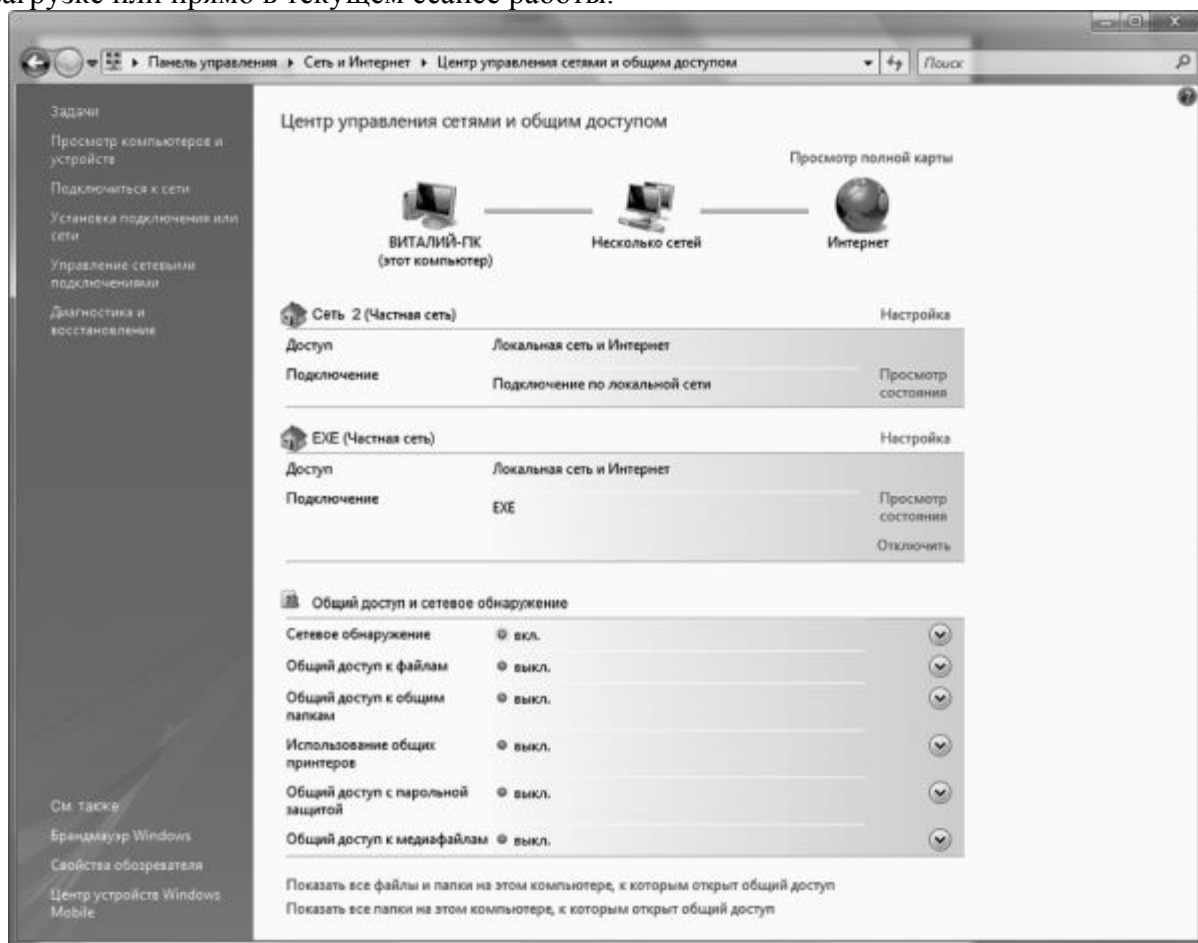 загрузке или прямо в текущем сеансе работы.
Панель управления ▸ Сеть и Интернет ▸ Центр управления сетями и общим доступом
Поиск
Задачи
Просмотр компьютеров и
устройств
Подключиться к сети
Установка подключения или
сети
Управление сетевыми
подключениями
Диагностика и
восстановление
Центр управления сетями и общим доступом
Просмотр полной карты
ВИТАЛИЙ-ПК
(этот компьютер)
Несколько сетей
Интернет
Сеть 2 (Частная сеть)
Настройка
Доступ
Локальная сеть и Интернет
Подключение
Подключение по локальной сети
Просмотр
состояния
EXE (Частная сеть)
Настройка
Доступ
Локальная сеть и Интернет
Подключение
EXE
Просмотр
состояния
Отключить
Общий доступ и сетевое обнаружение
Сетевое обнаружение
вкл.
Общий доступ к файлам
выкл.
Общий доступ к общим
папкам
выкл.
Использование общих
принтеров
выкл.
Общий доступ с парольной
защитой
выкл.
Общий доступ к медиафайлам
выкл.
Показать все файлы и папки на этом компьютере, к которым открыт общий доступ
Показать все папки на этом компьютере, к которым открыт общий доступ
См. также
Брандмауэр Windows
Свойства обозревателя
Центр устройств Windows
Mobile